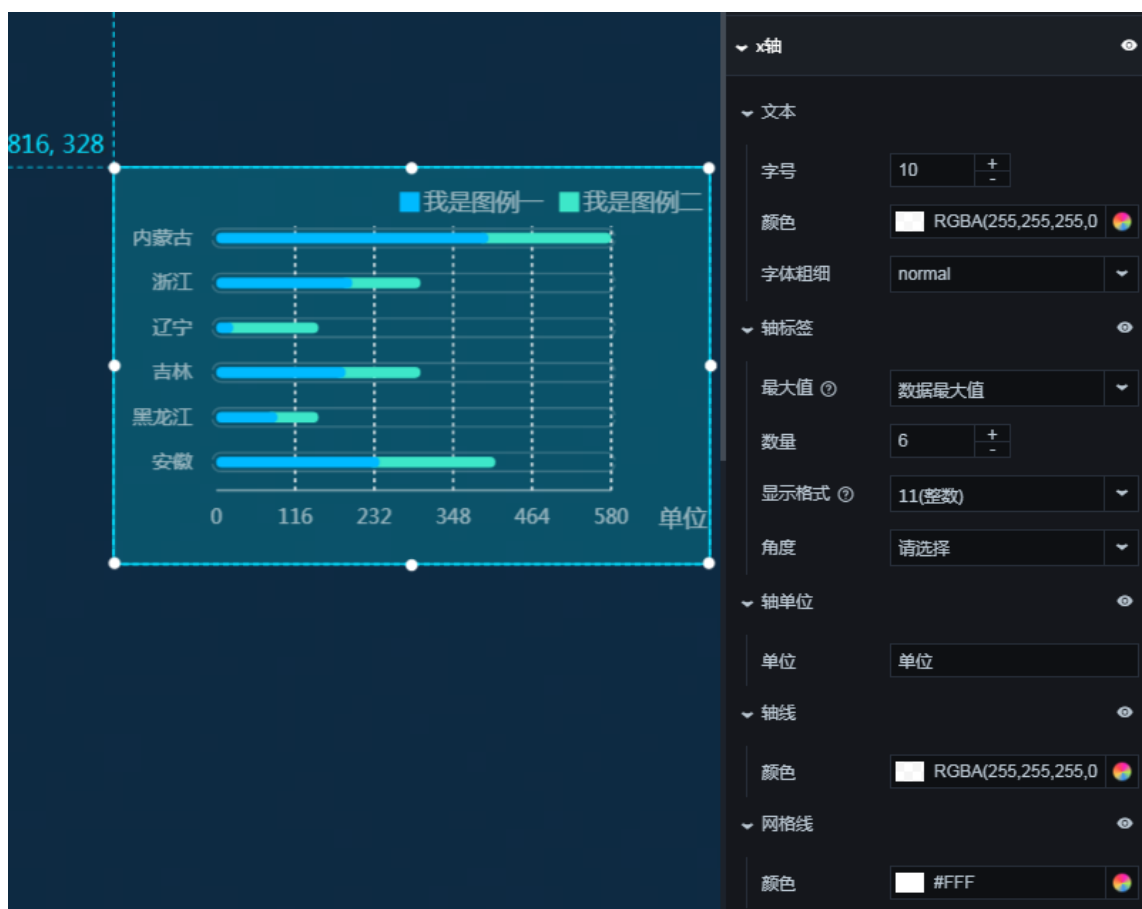 816, 328
我是图例一 我是图例二
内蒙古
浙江
辽宁
吉林
黑龙江
安徽
0 116 232 348 464 580 单位
x轴
文本
字号 10 + -
颜色 RGBA(255,255,255,0
字体粗细 normal
轴标签
最大值 ? 数据最大值
数量 6 + -
显示格式 ? 11(整数)
角度 请选择
轴单位
单位 单位
轴线
颜色 RGBA(255,255,255,0
网格线
颜色 #FFF